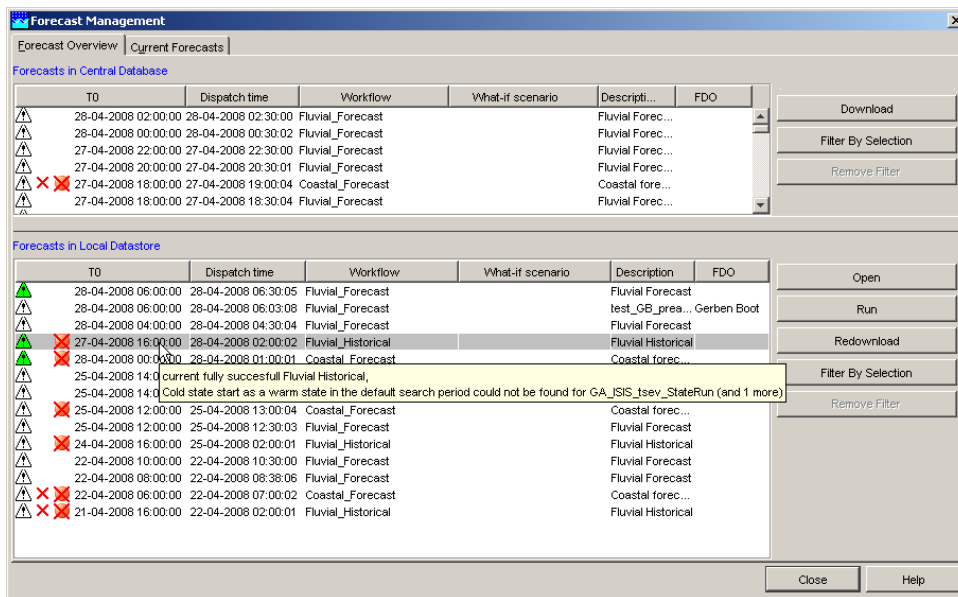 Forecast Management
Forecast Overview Current Forecasts
Forecasts in Central Database
T0 Dispatch time Workflow What-if scenario Descripti... FDO
28-04-2008 02:00:00 28-04-2008 02:30:00 Fluvial_Forecast Fluvial Forec...
28-04-2008 00:00:00 28-04-2008 00:30:02 Fluvial_Forecast Fluvial Forec...
27-04-2008 22:00:00 27-04-2008 22:30:00 Fluvial_Forecast Fluvial Forec...
27-04-2008 20:00:00 27-04-2008 20:30:01 Fluvial_Forecast Fluvial Forec...
27-04-2008 18:00:00 27-04-2008 19:00:04 Coastal_Forecast Coastal fore...
27-04-2008 18:00:00 27-04-2008 18:30:04 Fluvial_Forecast Fluvial Forec...
Download
Filter By Selection
Remove Filter
Forecasts in Local Datastore
T0 Dispatch time Workflow What-if scenario Description FDO
28-04-2008 06:00:00 28-04-2008 06:30:05 Fluvial_Forecast Fluvial Forecast
28-04-2008 06:00:00 28-04-2008 06:03:08 Fluvial_Forecast test_GB_prea... Gerben Boot
28-04-2008 04:00:00 28-04-2008 04:30:04 Fluvial_Forecast Fluvial Forecast
27-04-2008 16:00:00 28-04-2008 02:00:02 Fluvial_Historical Fluvial Historical
28-04-2008 00:00:00 28-04-2008 01:00:01 Coastal_Forecast Coastal forec...
25-04-2008 14:0
current fully succesfull Fluvial Historical,
25-04-2008 14:0
Cold state start as a warm state in the default search period could not be found for GA_ISIS_tsev_StateRun (and 1 more)
25-04-2008 12:00:00 25-04-2008 13:00:04 Coastal_Forecast Coastal forec...
25-04-2008 12:00:00 25-04-2008 12:30:03 Fluvial_Forecast Fluvial Forecast
24-04-2008 16:00:00 25-04-2008 02:00:01 Fluvial_Historical Fluvial Historical
22-04-2008 10:00:00 22-04-2008 10:30:00 Fluvial_Forecast Fluvial Forecast
22-04-2008 08:00:00 22-04-2008 08:38:06 Fluvial_Forecast Fluvial Forecast
22-04-2008 06:00:00 22-04-2008 07:00:02 Coastal_Forecast Coastal forec...
21-04-2008 16:00:00 22-04-2008 02:00:01 Fluvial_Historical Fluvial Historical
Open
Run
Redownload
Filter By Selection
Remove Filter
Close Help